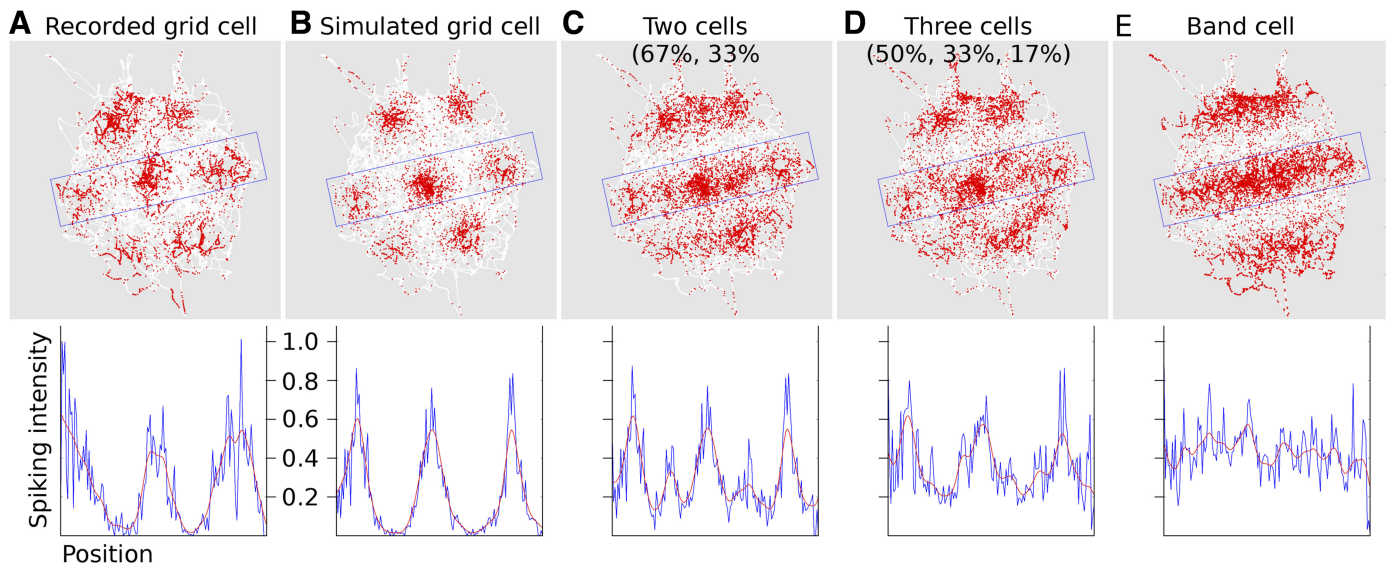 A Recorded grid cell
B Simulated grid cell
C Two cells
(67%, 33%
D Three cells
(50%, 33%, 17%)
E Band cell
Spiking intensity
1.0
0.8
0.6
0.4
0.2
Position